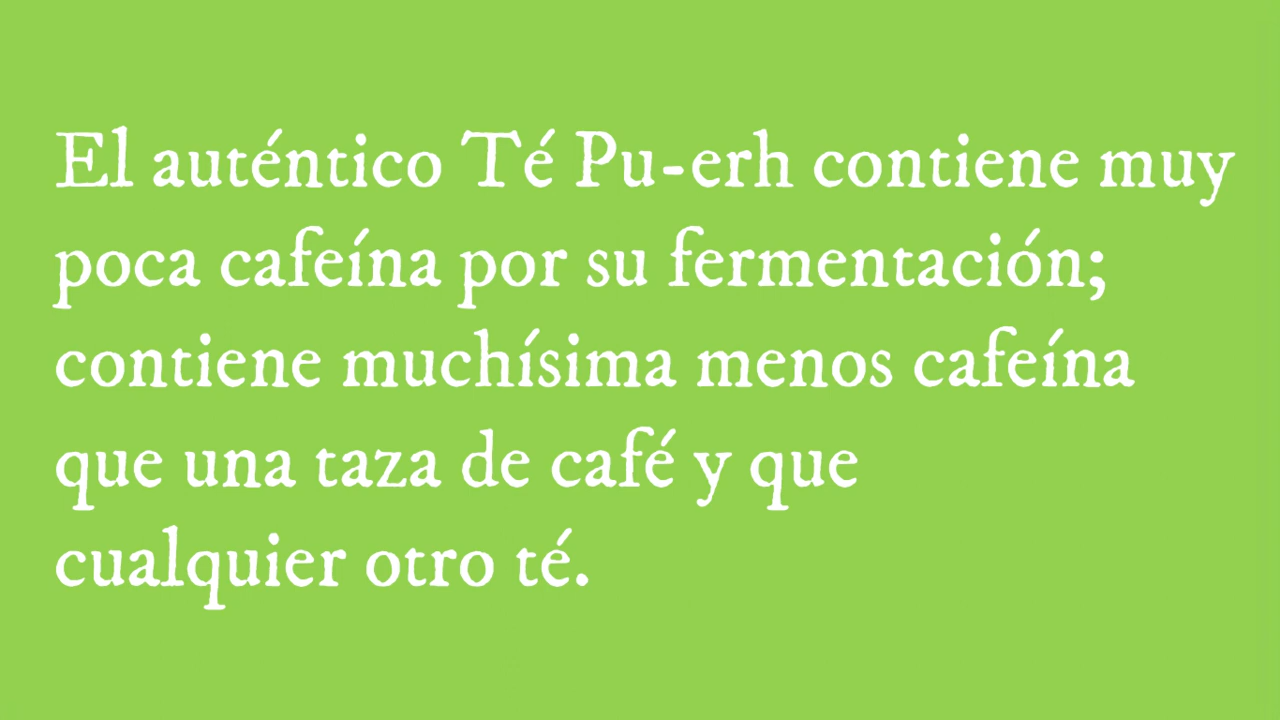 El auténtico Té Pu-erh contiene muy
poca cafeína por su fermentación;
contiene muchísima menos cafeína
que una taza de café y que
cualquier otro té.